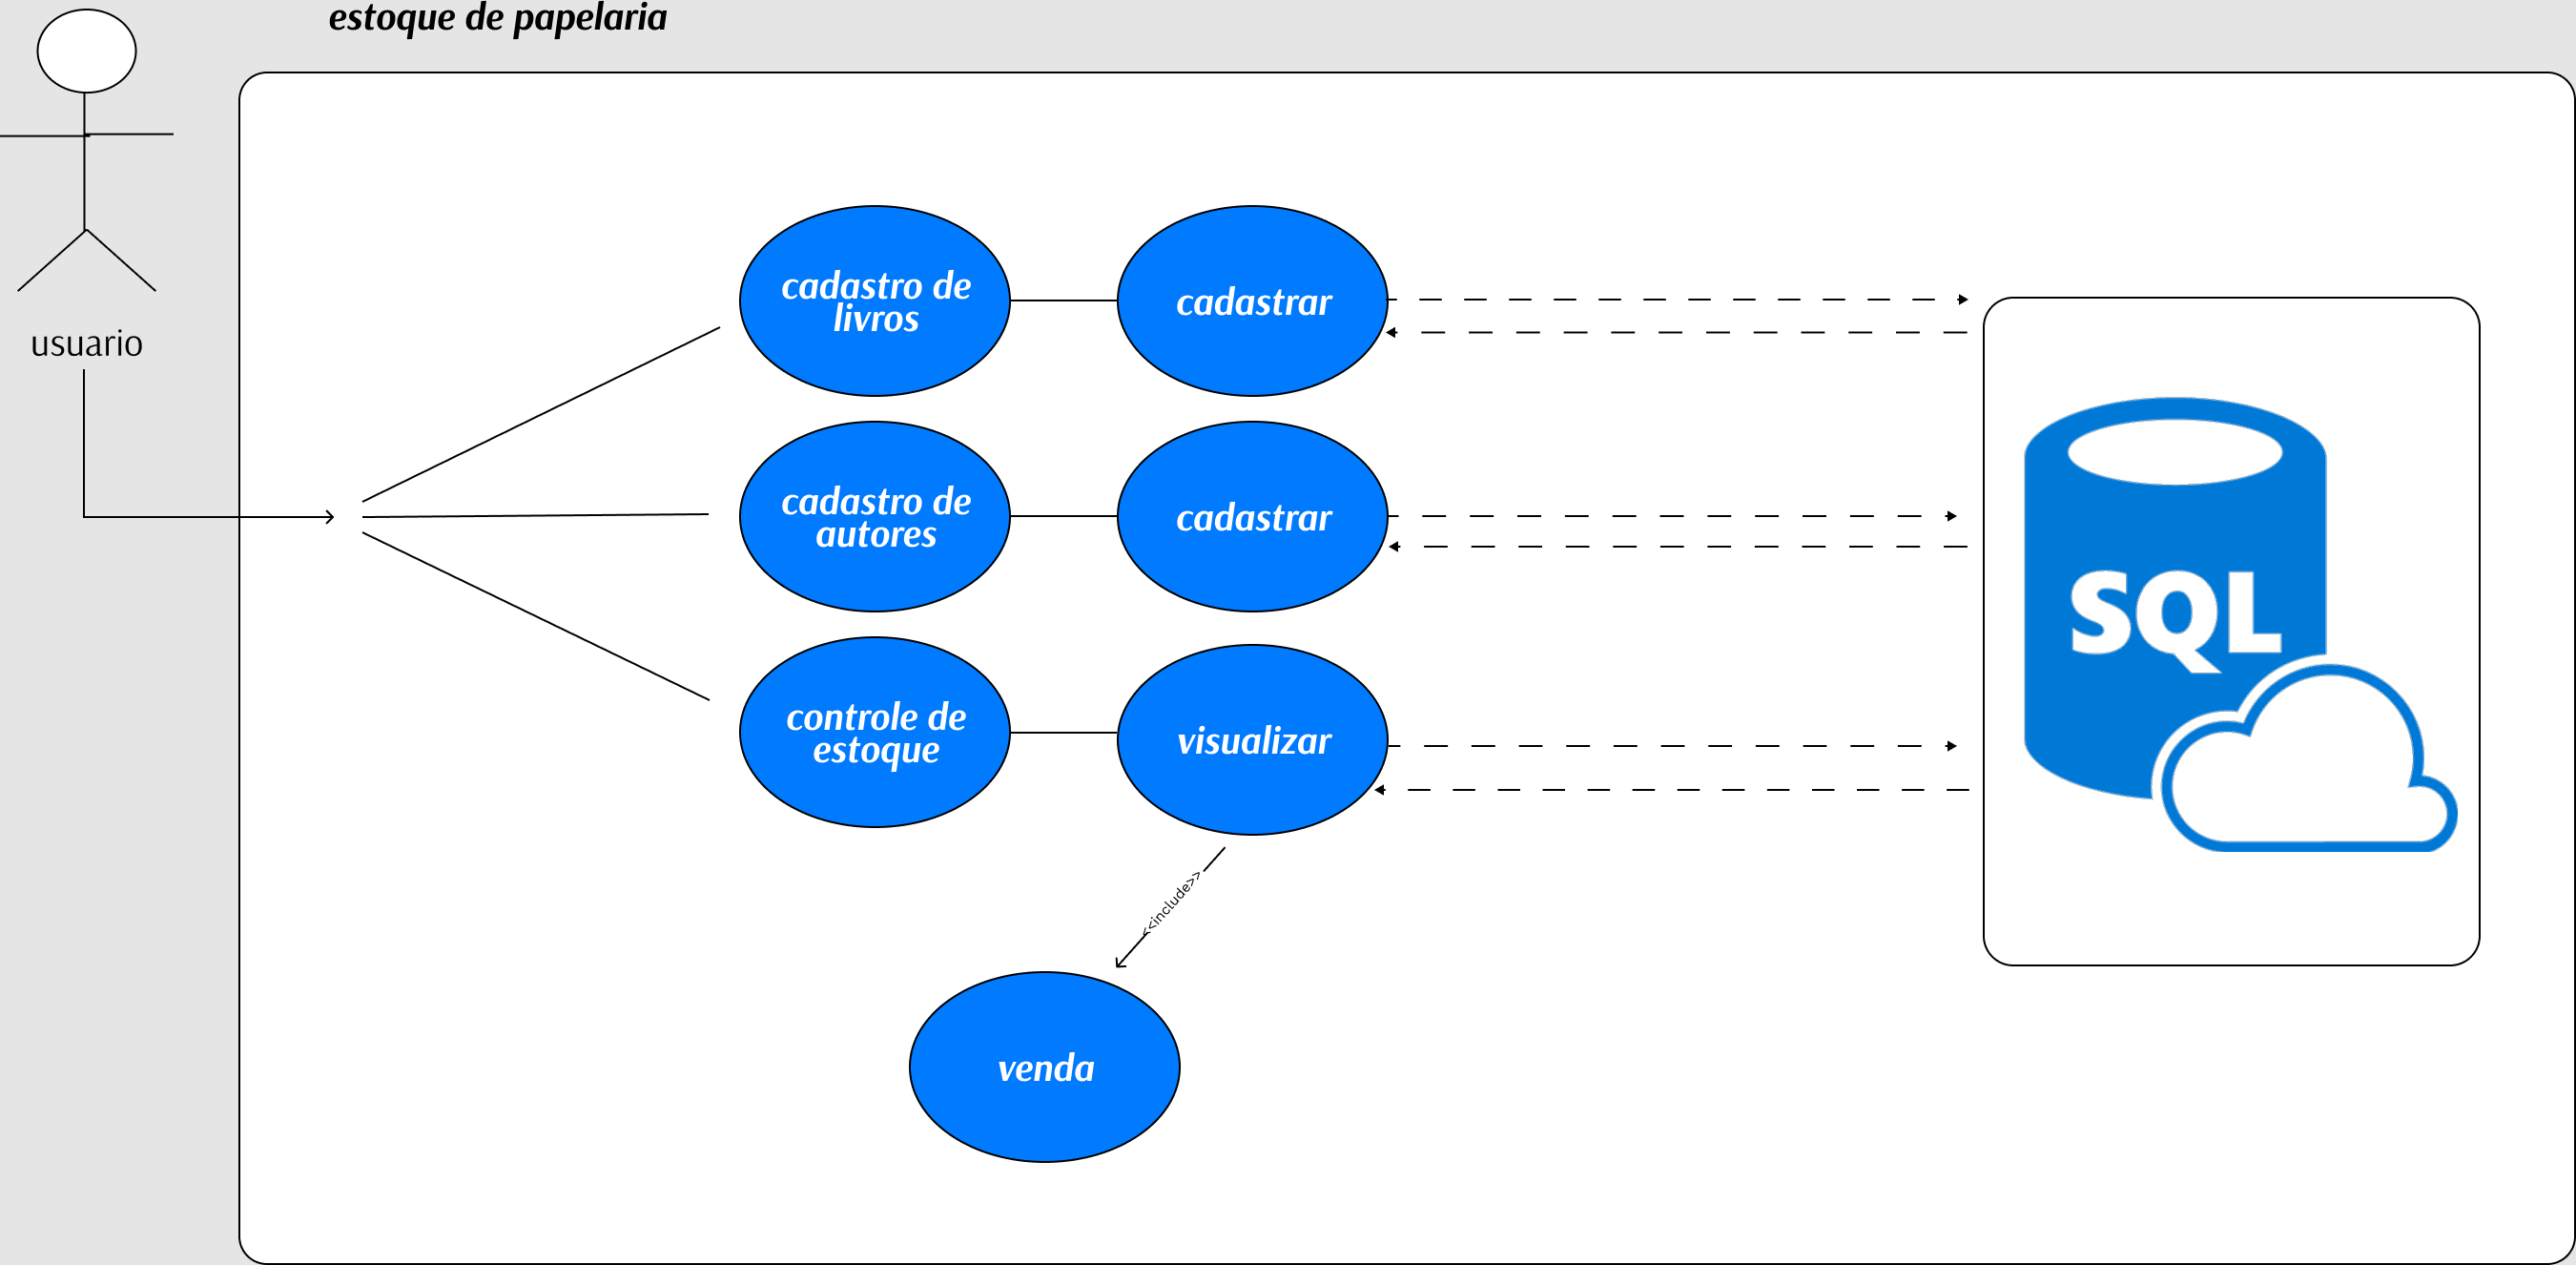 estoque de papelaria
usuario
cadastro de
livros
cadastrar
cadastro de
autores
cadastrar
controle de
estoque
visualizar
<<include>>
venda
SQL